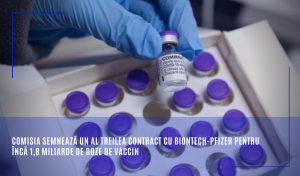 COMISIA SEMNEAZĂ UN AL TREILEA CONTRACT CU BIONTECH-PFIZER PENTRU
ÎNCĂ 1,8 MILIARDE DE DOZE DE VACCIN